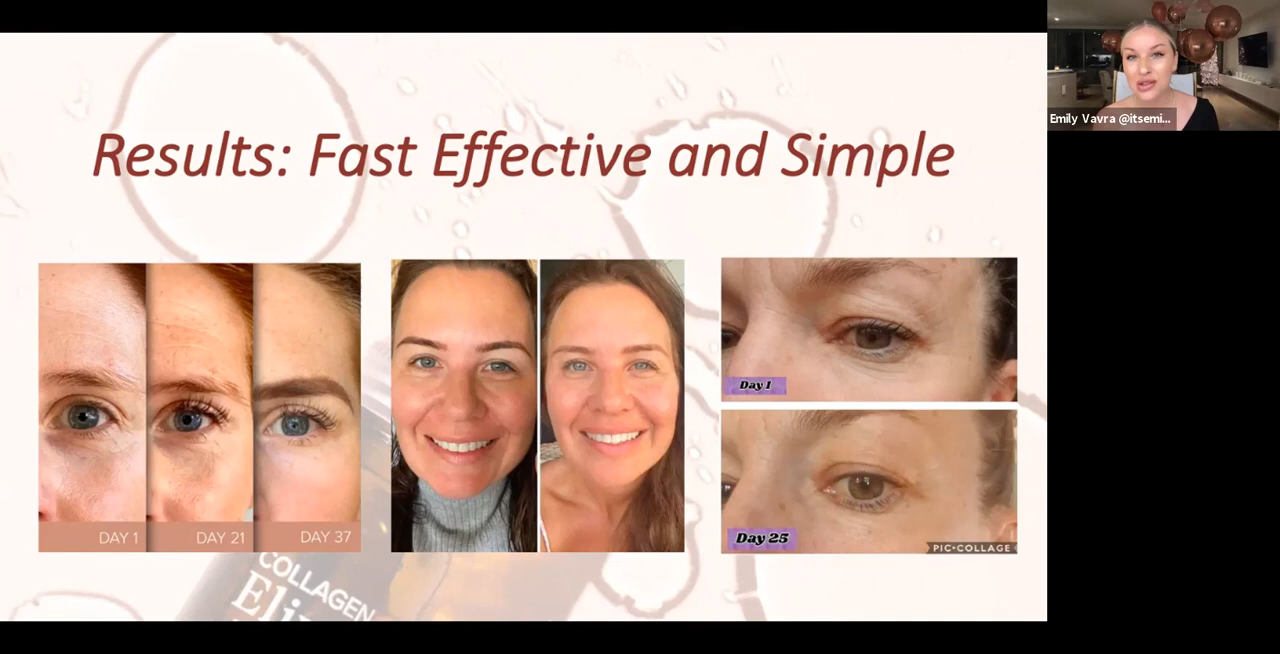 Results: Fast Effective and Simple
Emily Vavra @itsemi...
DAY 1
DAY 21
DAY 37
Day 1
Day 25
PIC•COLLAGE
COLLAGEN